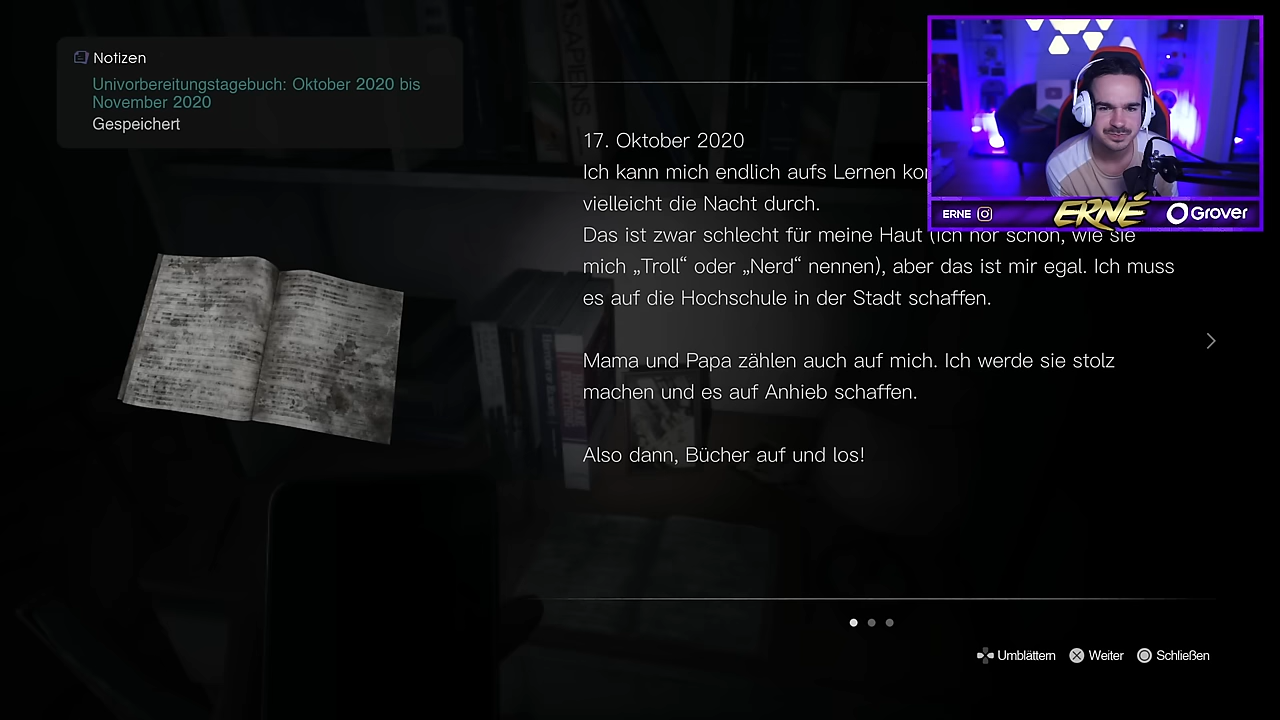 Notizen
Univorbereitungstagebuch: Oktober 2020 bis
November 2020
Gespeichert
17. Oktober 2020
Ich kann mich endlich aufs Lernen
vielleicht die Nacht durch.
Das ist zwar schlecht für meine Haut (ich hör schon, wie sie
mich „Troll“ oder „Nerd“ nennen), aber das ist mir egal. Ich muss
es auf die Hochschule in der Stadt schaffen.
Mama und Papa zählen auch auf mich. Ich werde sie stolz
machen und es auf Anhieb schaffen.
Also dann, Bücher auf und los!
Umblättern Weiter Schließen
ERNE ERNÉ Grover
SAPIENS